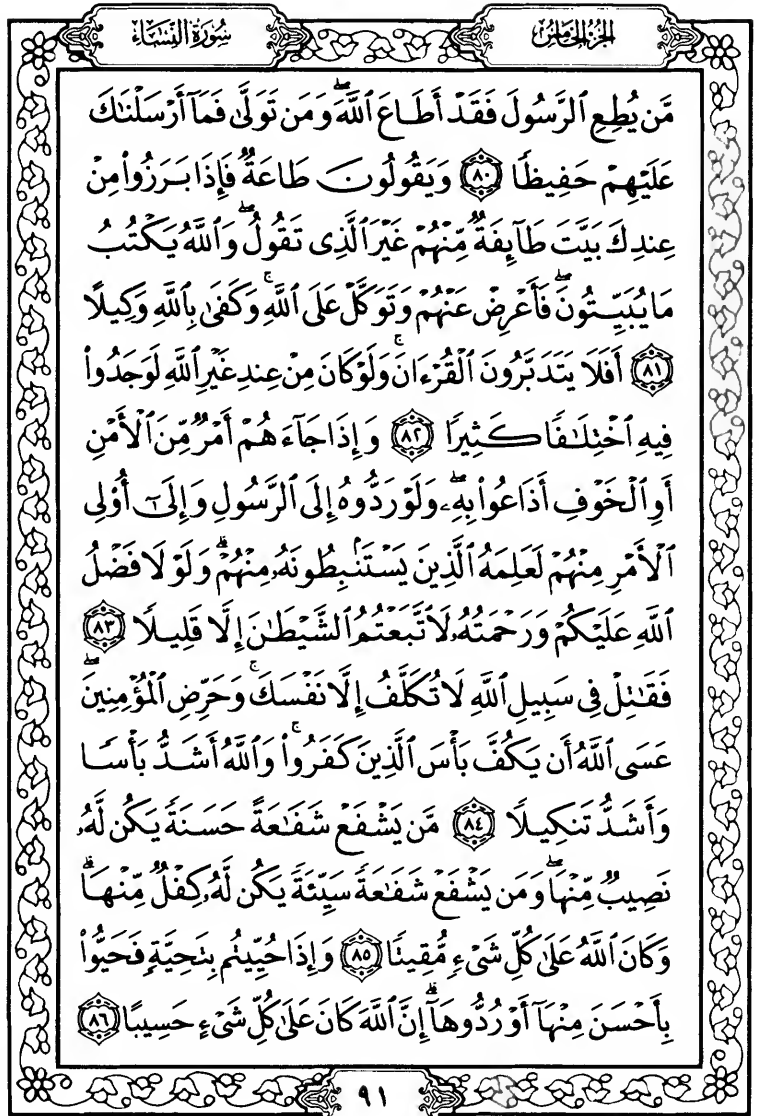 سُورَةُ النِّسَاءِ
الجُزْءُ الخَامِسُ
مَّن يُطِعِ ٱلرَّسُولَ فَقَدْ أَطَاعَ ٱللَّهَۖ وَمَن تَوَلَّىٰ فَمَآ أَرْسَلْنَٰكَ
عَلَيْهِمْ حَفِيظًا ۝٨٠ وَيَقُولُونَ طَاعَةٌ فَإِذَا بَرَزُوا۟ مِنْ
عِندِكَ بَيَّتَ طَآئِفَةٌ مِّنْهُمْ غَيْرَ ٱلَّذِى تَقُولُۖ وَٱللَّهُ يَكْتُبُ
مَا يُبَيِّتُونَۖ فَأَعْرِضْ عَنْهُمْ وَتَوَكَّلْ عَلَى ٱللَّهِۚ وَكَفَىٰ بِٱللَّهِ وَكِيلًا
۝٨١ أَفَلَا يَتَدَبَّرُونَ ٱلْقُرْءَانَۚ وَلَوْ كَانَ مِنْ عِندِ غَيْرِ ٱللَّهِ لَوَجَدُوا۟
فِيهِ ٱخْتِلَٰفًا كَثِيرًا ۝٨٢ وَإِذَا جَآءَهُمْ أَمْرٌ مِّنَ ٱلْأَمْنِ
أَوِ ٱلْخَوْفِ أَذَاعُوا۟ بِهِۦۖ وَلَوْ رَدُّوهُ إِلَى ٱلرَّسُولِ وَإِلَىٰٓ أُو۟لِى
ٱلْأَمْرِ مِنْهُمْ لَعَلِمَهُ ٱلَّذِينَ يَسْتَنۢبِطُونَهُۥ مِنْهُمْۗ وَلَوْلَا فَضْلُ
ٱللَّهِ عَلَيْكُمْ وَرَحْمَتُهُۥ لَٱتَّبَعْتُمُ ٱلشَّيْطَٰنَ إِلَّا قَلِيلًا ۝٨٣
فَقَٰتِلْ فِى سَبِيلِ ٱللَّهِ لَا تُكَلَّفُ إِلَّا نَفْسَكَۚ وَحَرِّضِ ٱلْمُؤْمِنِينَۖ
عَسَى ٱللَّهُ أَن يَكُفَّ بَأْسَ ٱلَّذِينَ كَفَرُوا۟ۚ وَٱللَّهُ أَشَدُّ بَأْسًا
وَأَشَدُّ تَنكِيلًا ۝٨٤ مَّن يَشْفَعْ شَفَٰعَةً حَسَنَةً يَكُن لَّهُۥ
نَصِيبٌ مِّنْهَاۖ وَمَن يَشْفَعْ شَفَٰعَةً سَيِّئَةً يَكُن لَّهُۥ كِفْلٌ مِّنْهَاۗ
وَكَانَ ٱللَّهُ عَلَىٰ كُلِّ شَىْءٍ مُّقِيتًا ۝٨٥ وَإِذَا حُيِّيتُم بِتَحِيَّةٍ فَحَيُّوا۟
بِأَحْسَنَ مِنْهَآ أَوْ رُدُّوهَآۗ إِنَّ ٱللَّهَ كَانَ عَلَىٰ كُلِّ شَىْءٍ حَسِيبًا ۝٨٦
٩١